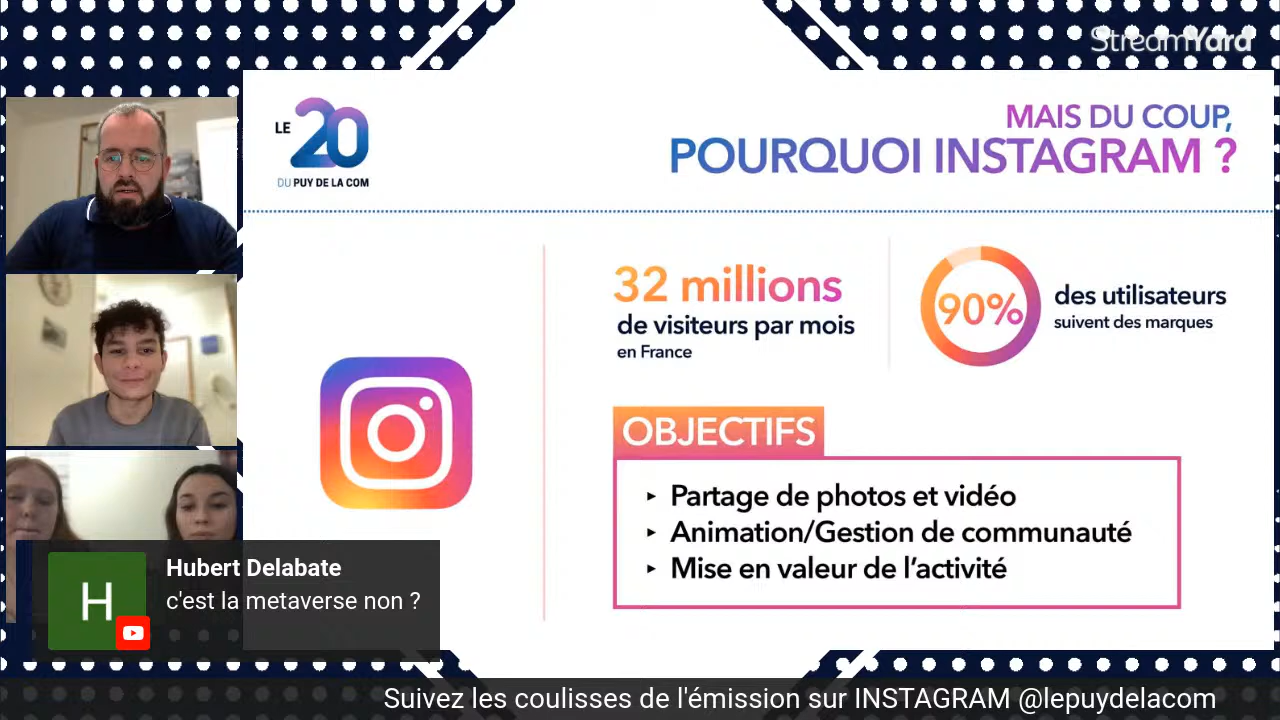 StreamYard
LE 20
DU PUY DE LA COM
MAIS DU COUP,
POURQUOI INSTAGRAM ?
32 millions
de visiteurs par mois
en France
90%
des utilisateurs
suivent des marques
OBJECTIFS
‣ Partage de photos et vidéo
‣ Animation/Gestion de communauté
‣ Mise en valeur de l'activité
H
Hubert Delabate
c'est la metaverse non ?
Suivez les coulisses de l'émission sur INSTAGRAM @lepuydelacom